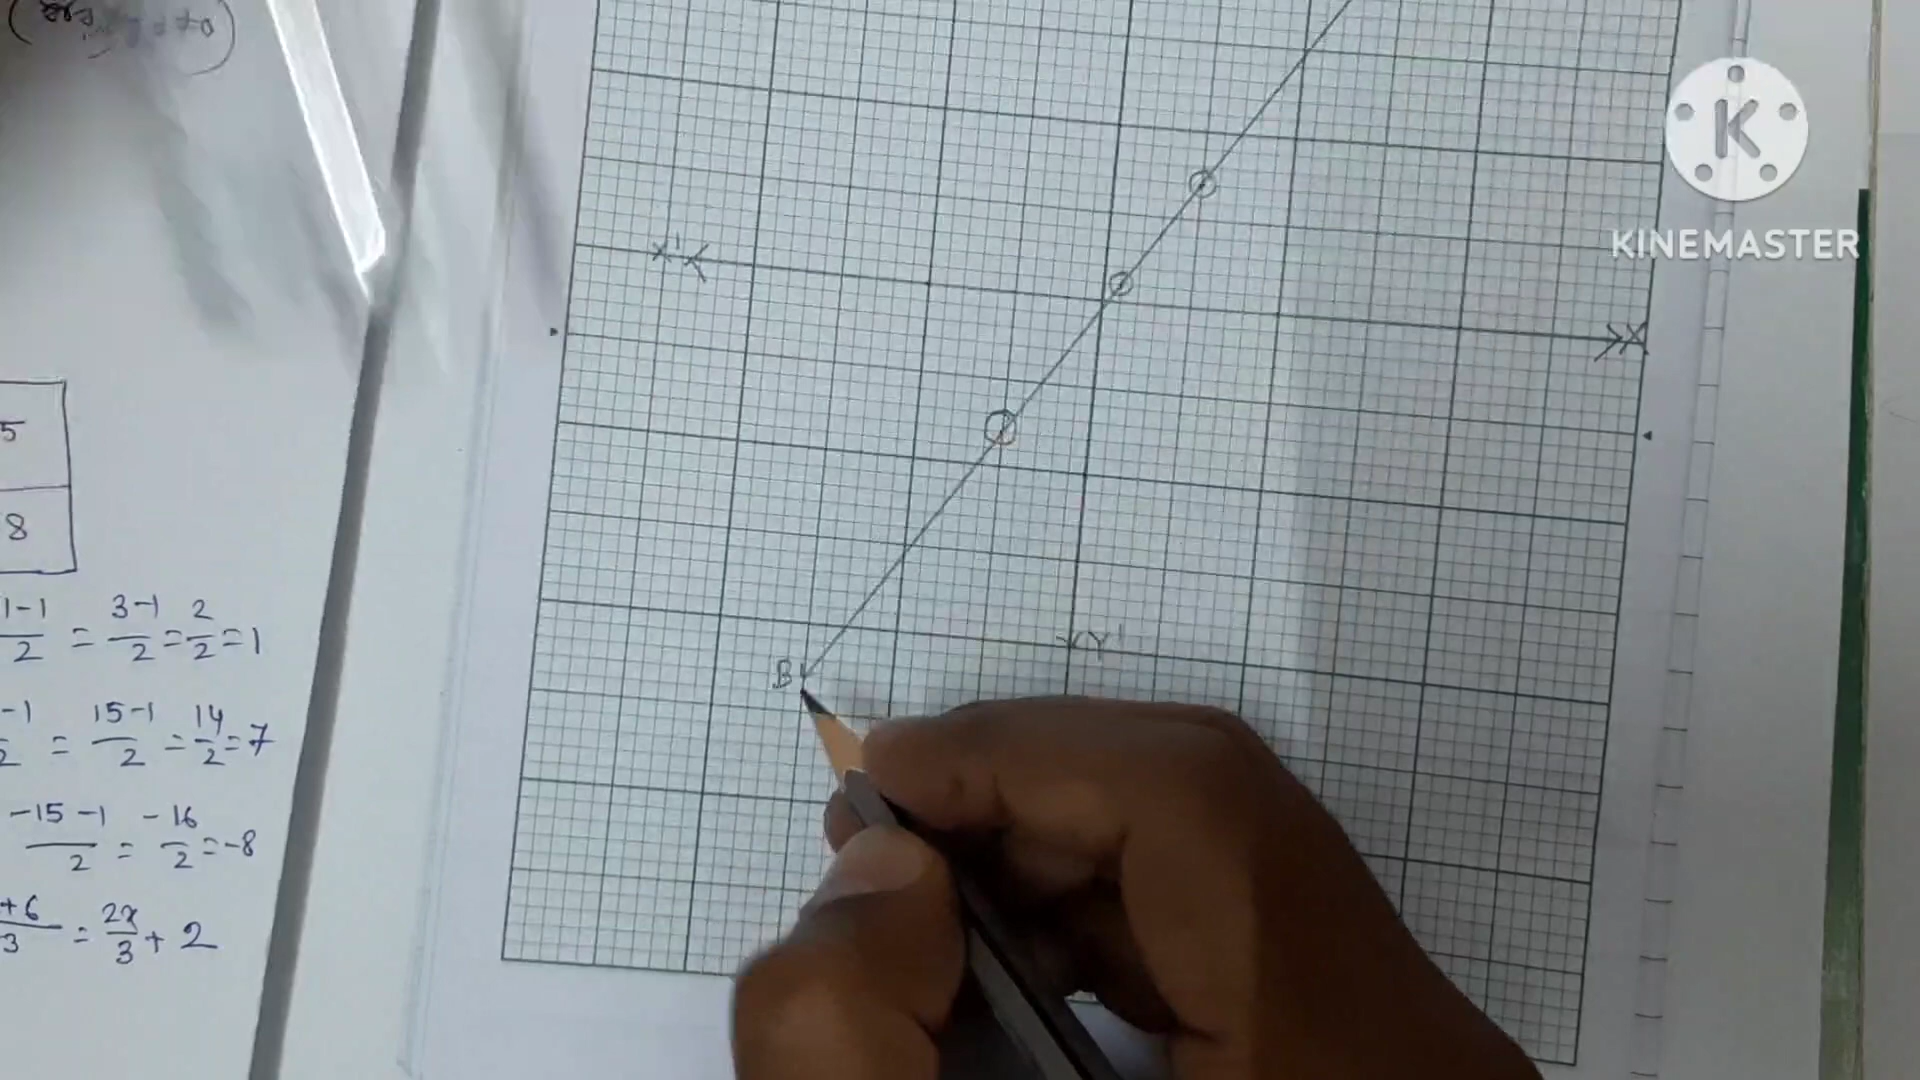 K
KINEMASTER
X'
X
5
8
1-1/2 = 3-1/2 = 2/2 = 1
-1/2 = 15-1/2 = 14/2 = 7
-15-1/2 = -16/2 = -8
+6/3 = 2x/3 + 2
B
Y'